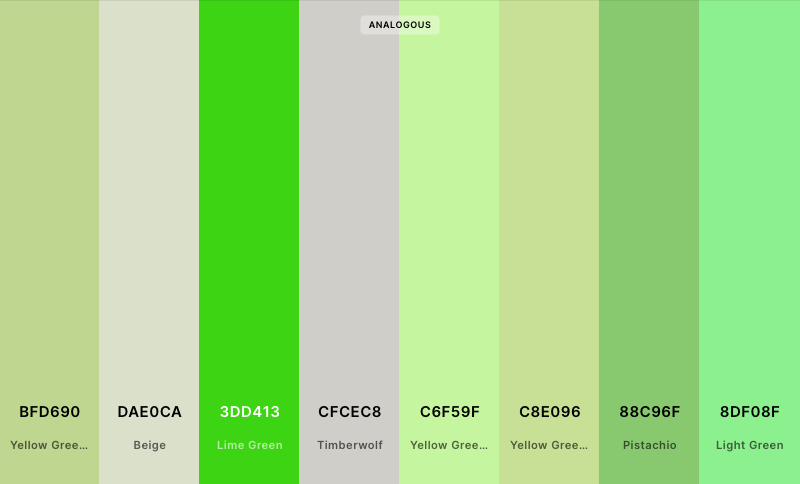 ANALOGOUS
BFD690
Yellow Gree...
DAE0CA
Beige
3DD413
Lime Green
CFCEC8
Timberwolf
C6F59F
Yellow Gree...
C8E096
Yellow Gree...
88C96F
Pistachio
8DF08F
Light Green